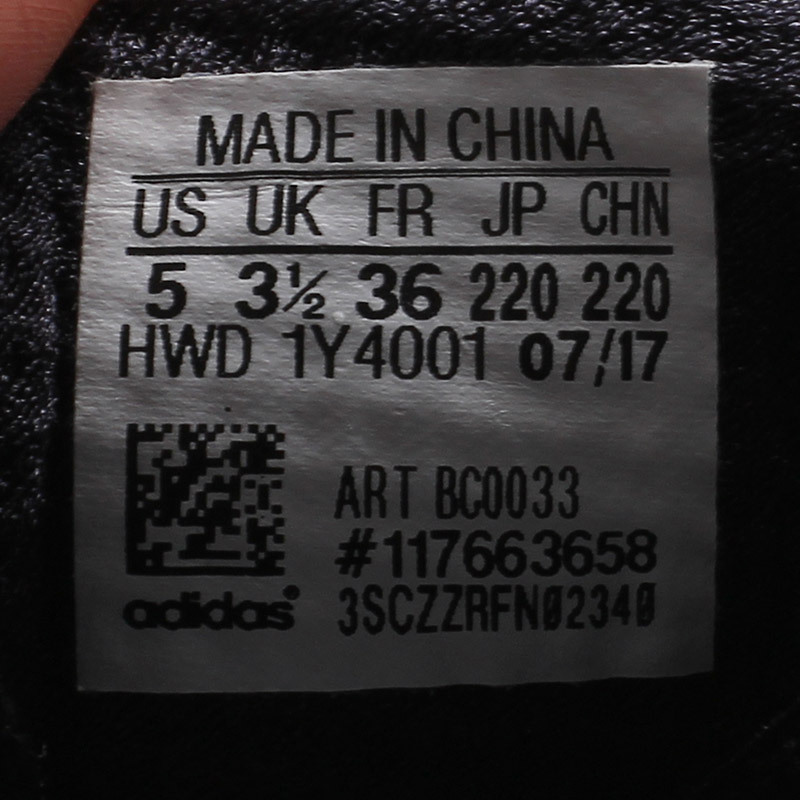 MADE IN CHINA
US UK FR JP CHN
5 3½ 36 220 220
HWD 1Y4001 07/17
ART BC0033
#117663658
adidas®
3SCZZRFN02340